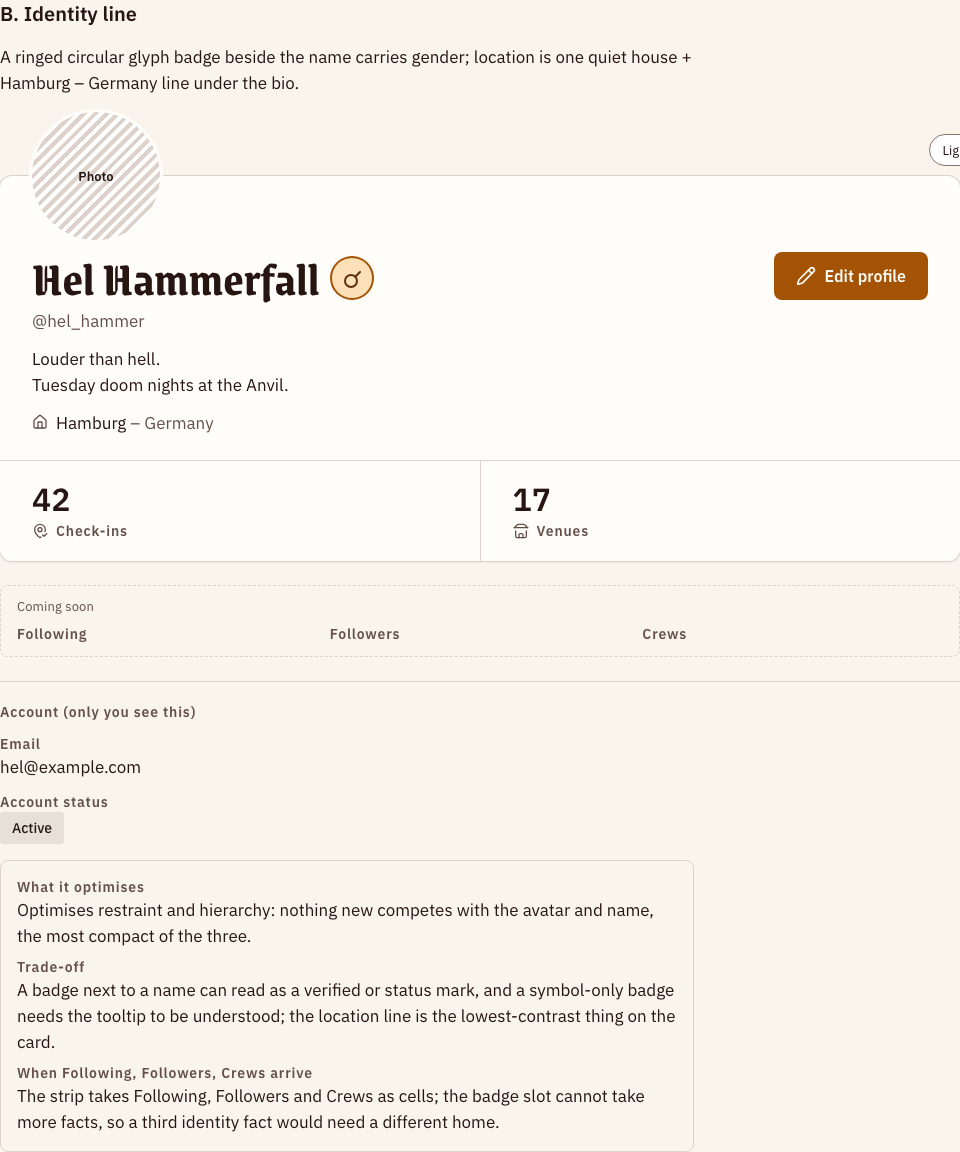 B. Identity line
A ringed circular glyph badge beside the name carries gender; location is one quiet house +
Hamburg – Germany line under the bio.
Photo
Lig
Hel Hammerfall
Edit profile
@hel_hammer
Louder than hell.
Tuesday doom nights at the Anvil.
Hamburg – Germany
42
Check-ins
17
Venues
Coming soon
Following
Followers
Crews
Account (only you see this)
Email
hel@example.com
Account status
Active
What it optimises
Optimises restraint and hierarchy: nothing new competes with the avatar and name,
the most compact of the three.
Trade-off
A badge next to a name can read as a verified or status mark, and a symbol-only badge
needs the tooltip to be understood; the location line is the lowest-contrast thing on the
card.
When Following, Followers, Crews arrive
The strip takes Following, Followers and Crews as cells; the badge slot cannot take
more facts, so a third identity fact would need a different home.